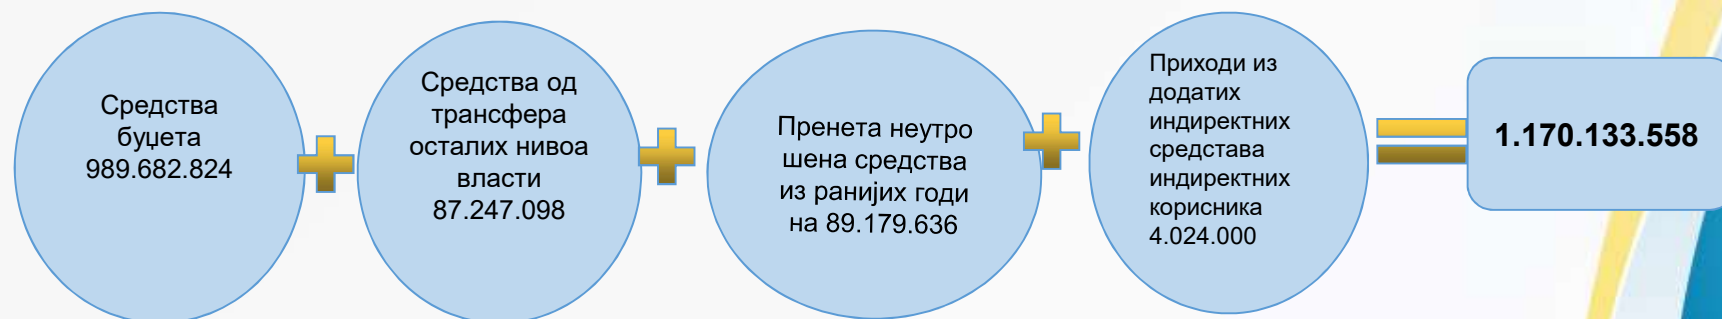 Средства
буџета
989.682.824
Средства од
трансфера
осталих нивоа
власти
87.247.098
Пренета неутро
шена средства
из ранијих годи
на 89.179.636
Приходи из
додатих
индиректних
средстава
индиректних
корисника
4.024.000
1.170.133.558